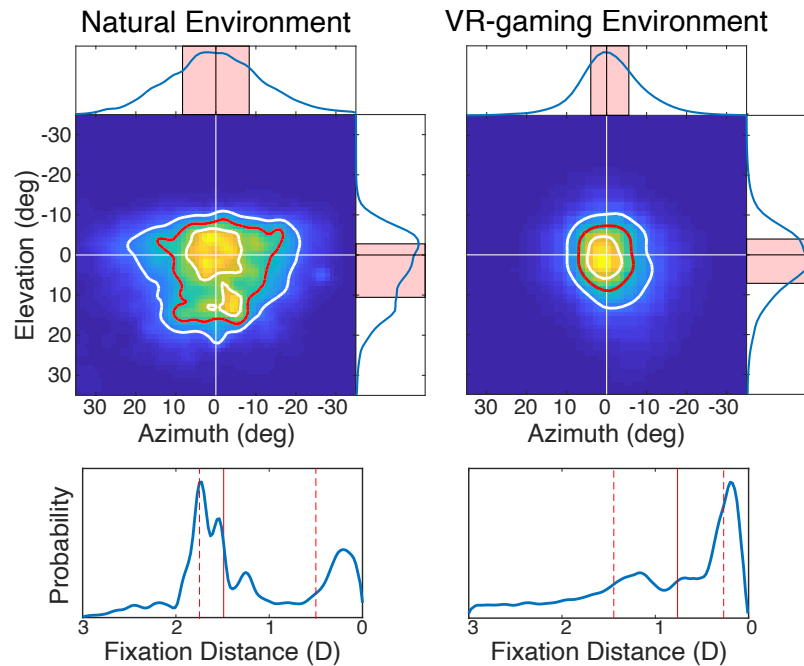 Natural Environment
VR-gaming Environment
-30
-20
-10
0
10
20
30
Elevation (deg)
30 20 10 0 -10 -20 -30
Azimuth (deg)
-30
-20
-10
0
10
20
30
30 20 10 0 -10 -20 -30
Azimuth (deg)
Probability
3 2 1 0
Fixation Distance (D)
3 2 1 0
Fixation Distance (D)